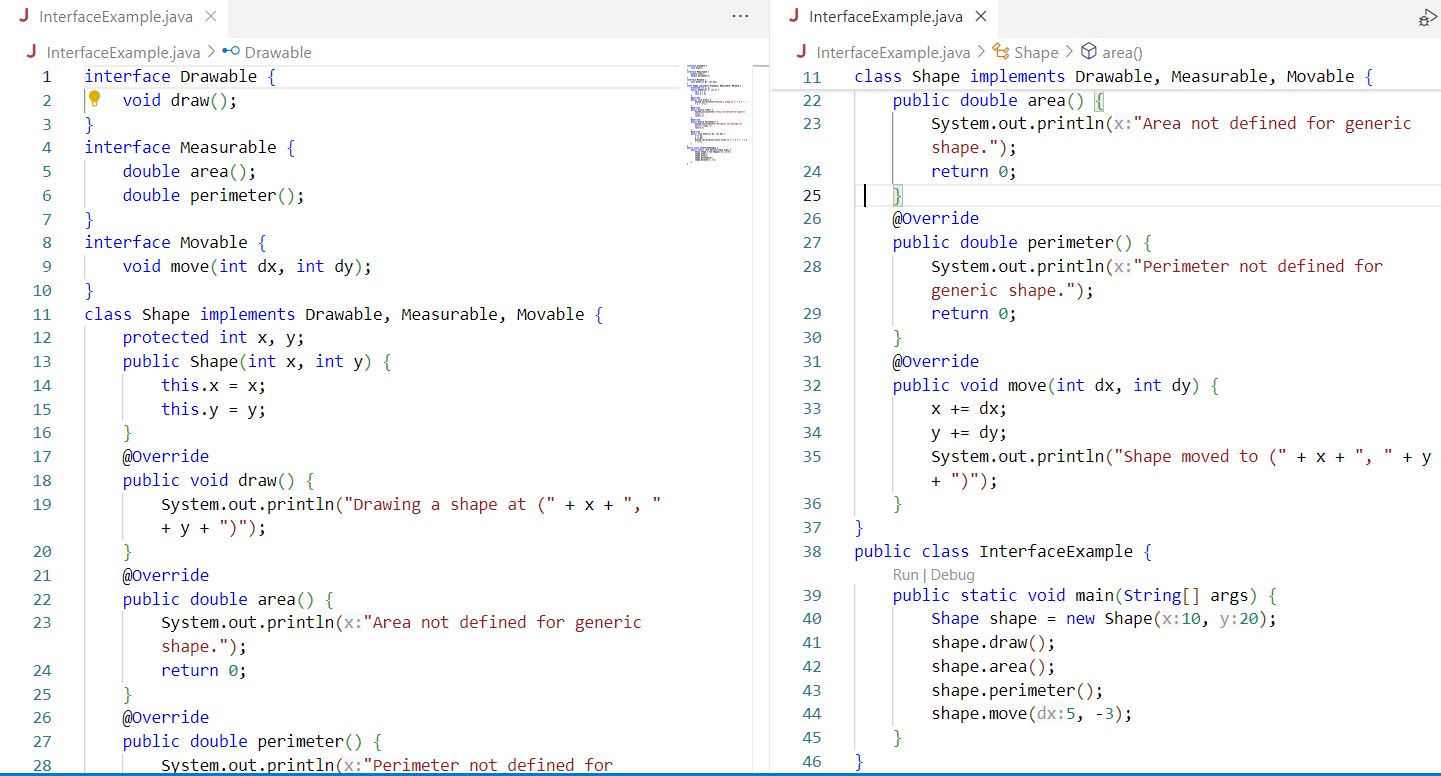 InterfaceExample.java
InterfaceExample.java > Drawable
1 interface Drawable {
2 void draw();
3 }
4 interface Measurable {
5 double area();
6 double perimeter();
7 }
8 interface Movable {
9 void move(int dx, int dy);
10 }
11 class Shape implements Drawable, Measurable, Movable {
12 protected int x, y;
13 public Shape(int x, int y) {
14 this.x = x;
15 this.y = y;
16 }
17 @Override
18 public void draw() {
19 System.out.println("Drawing a shape at (" + x + ", "
+ y + ")");
20 }
21 @Override
22 public double area() {
23 System.out.println(x:"Area not defined for generic
shape.");
24 return 0;
25 }
26 @Override
27 public double perimeter() {
28 System.out.println(x:"Perimeter not defined for
InterfaceExample.java
InterfaceExample.java > Shape > area()
11 class Shape implements Drawable, Measurable, Movable {
22 public double area() {
23 System.out.println(x:"Area not defined for generic
shape.");
24 return 0;
25 }
26 @Override
27 public double perimeter() {
28 System.out.println(x:"Perimeter not defined for
generic shape.");
29 return 0;
30 }
31 @Override
32 public void move(int dx, int dy) {
33 x += dx;
34 y += dy;
35 System.out.println("Shape moved to (" + x + ", " + y
+ ")");
36 }
37 }
38 public class InterfaceExample {
Run | Debug
39 public static void main(String[] args) {
40 Shape shape = new Shape(x:10, y:20);
41 shape.draw();
42 shape.area();
43 shape.perimeter();
44 shape.move(dx:5, -3);
45 }
46 }